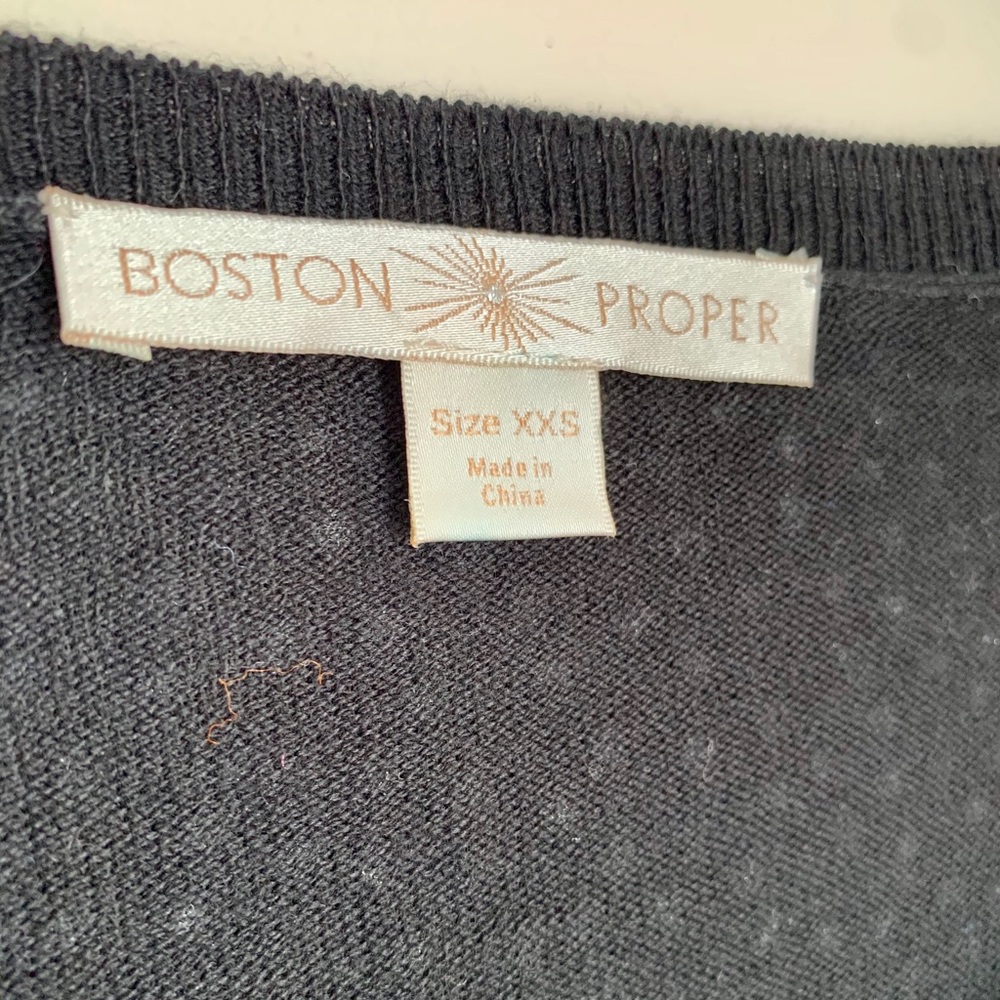 BOSTON PROPER
Size XXS
Made in
China